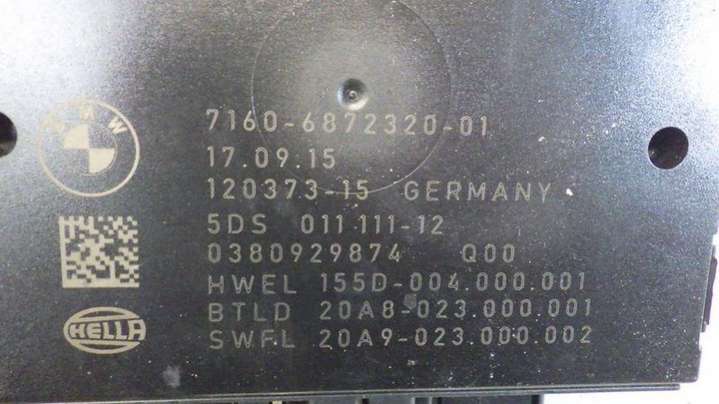 BMW
7160-6872320-01
17.09.15
120373-15 GERMANY
5DS 011 111-12
0380929874 Q00
HWEL 155D-004.000.001
BTLD 20A8-023.000.001
SWFL 20A9-023.000.002
HELLA